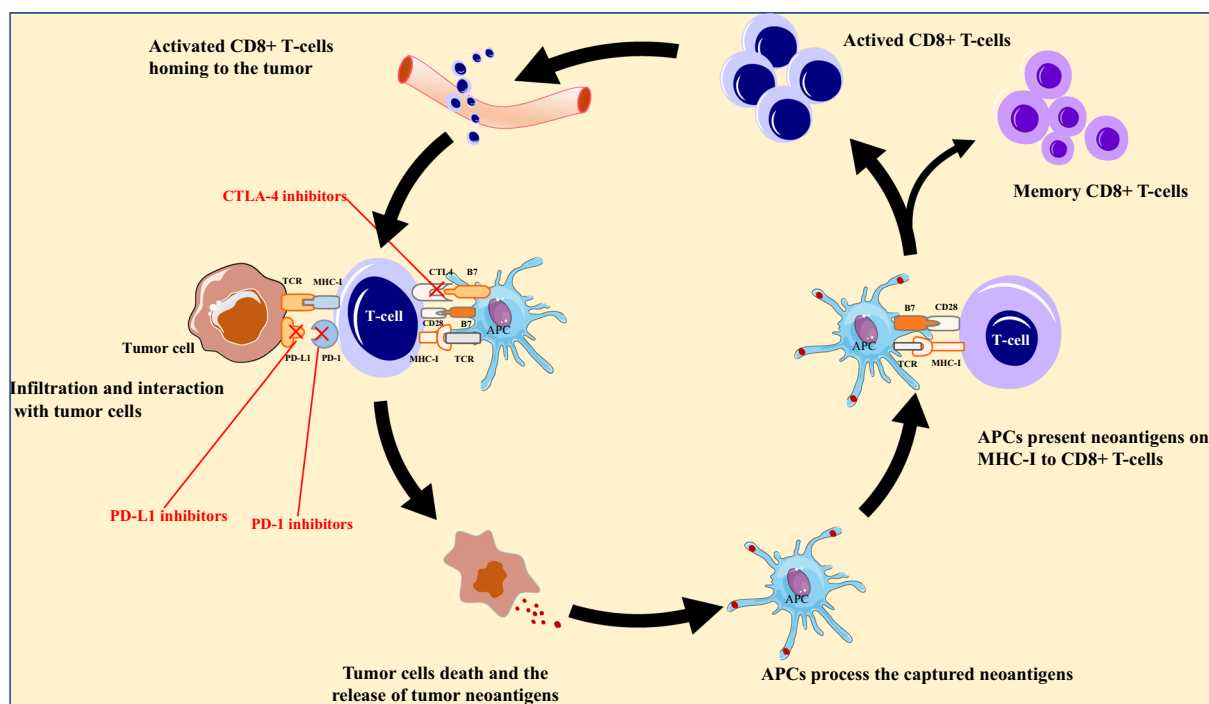 Activated CD8+ T-cells
homing to the tumor
Actived CD8+ T-cells
Memory CD8+ T-cells
CTLA-4 inhibitors
TCR
MHC-I
CTL4
B7
T-cell
CD28
B7
APC
Tumor cell
PD-L1
PD-1
MHC-I
TCR
Infiltration and interaction
with tumor cells
B7
CD28
APC
T-cell
TCR
MHC-I
APCs present neoantigens on
MHC-I to CD8+ T-cells
PD-L1 inhibitors
PD-1 inhibitors
APC
Tumor cells death and the
release of tumor neoantigens
APCs process the captured neoantigens